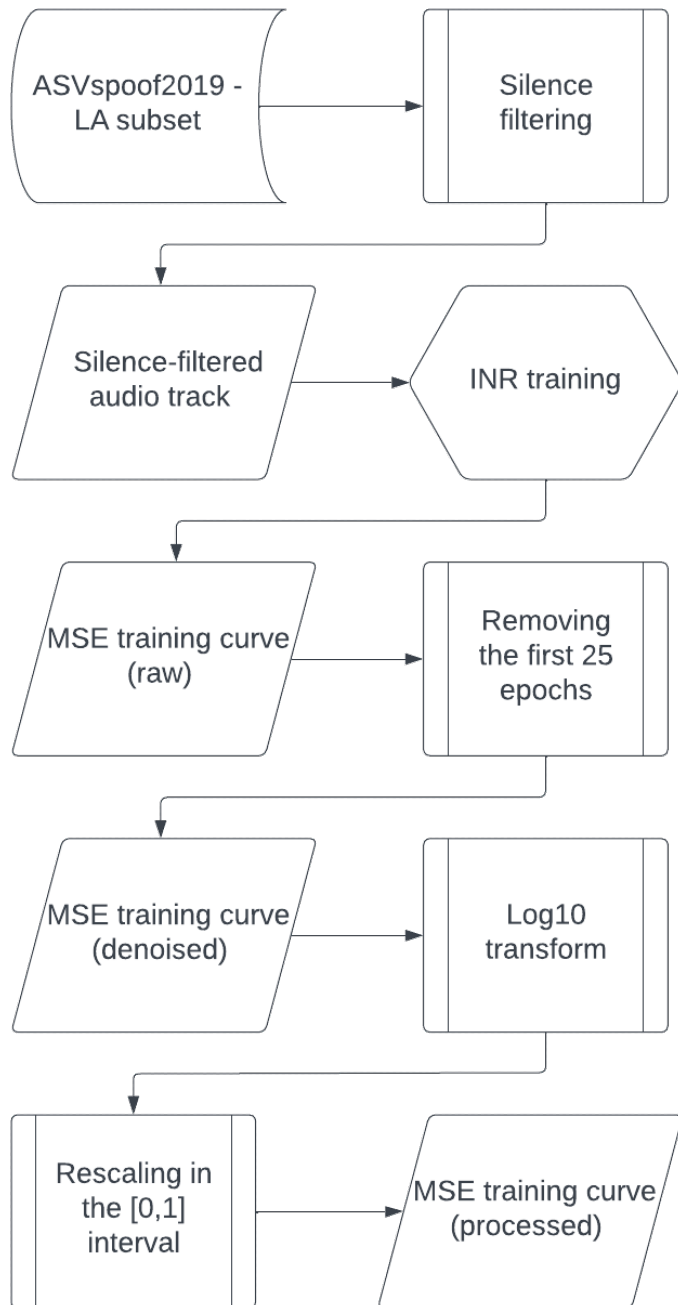 ASVspoof2019 -
LA subset
Silence
filtering
Silence-filtered
audio track
INR training
MSE training curve
(raw)
Removing
the first 25
epochs
MSE training curve
(denoised)
Log10
transform
Rescaling in
the [0,1]
interval
MSE training curve
(processed)